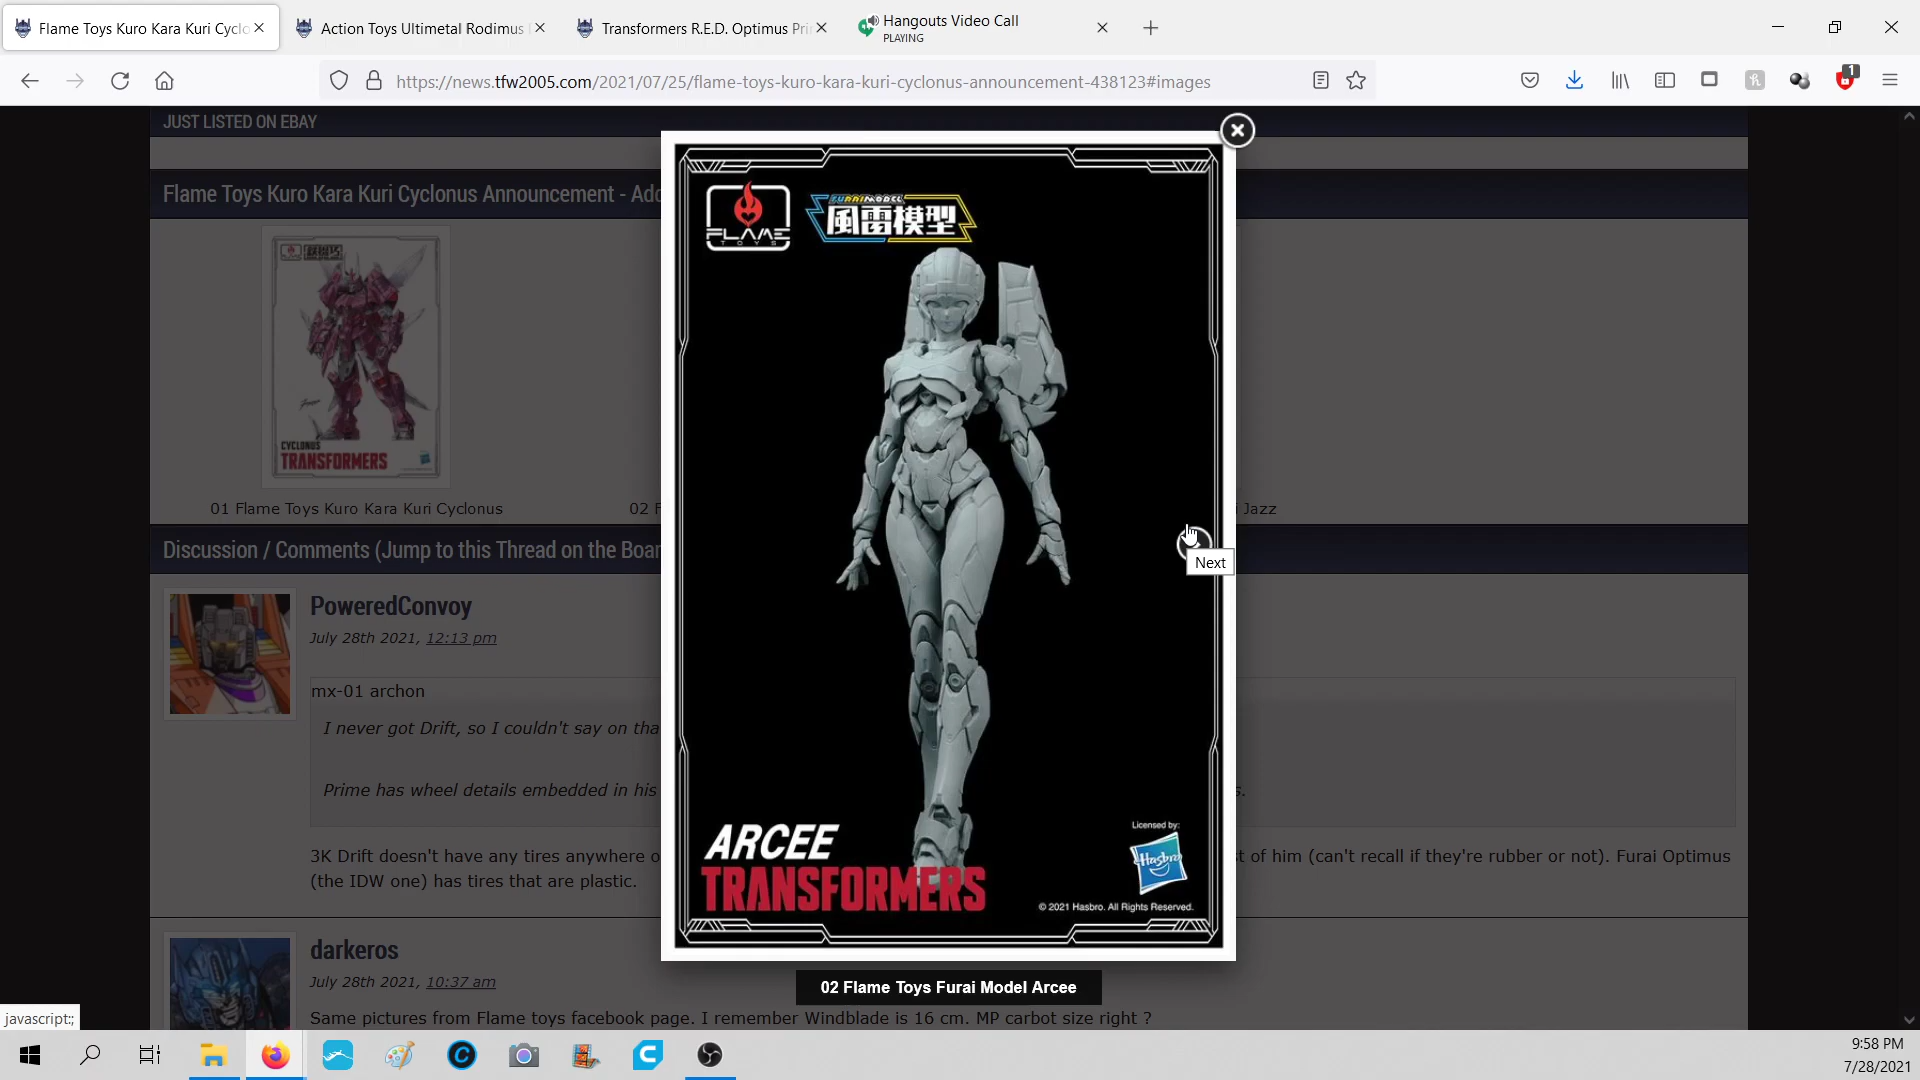 Flame Toys Kuro Kara Kuri Cyclo
Action Toys Ultimetal Rodimus
Transformers R.E.D. Optimus Pri
Hangouts Video Call
PLAYING
https://news.tfw2005.com/2021/07/25/flame-toys-kuro-kara-kuri-cyclonus-announcement-438123#images
1
JUST LISTED ON EBAY
Flame Toys Kuro Kara Kuri Cyclonus Announcement - Add
CYCLONUS
TRANSFORMERS
01 Flame Toys Kuro Kara Kuri Cyclonus
02 F
i Jazz
FLAME
TOYS
FURAI MODEL
風雷模型
ARCEE
TRANSFORMERS
Licensed by:
Hasbro
© 2021 Hasbro. All Rights Reserved.
Next
02 Flame Toys Furai Model Arcee
Discussion / Comments (Jump to this Thread on the Boar
PoweredConvoy
July 28th 2021, 12:13 pm
mx-01 archon
I never got Drift, so I couldn't say on tha
Prime has wheel details embedded in his
s.
3K Drift doesn't have any tires anywhere o
t of him (can't recall if they're rubber or not). Furai Optimus
(the IDW one) has tires that are plastic.
darkeros
July 28th 2021, 10:37 am
Same pictures from Flame toys facebook page. I remember Windblade is 16 cm. MP carbot size right ?
javascript:;
9:58 PM
7/28/2021